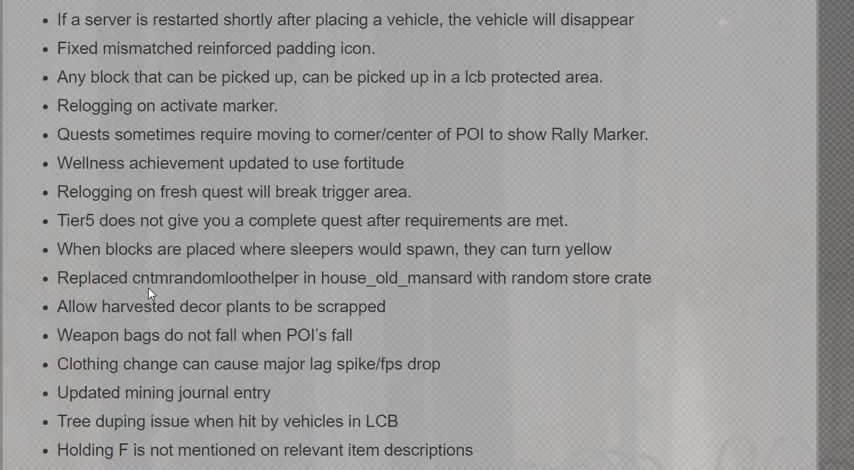 If a server is restarted shortly after placing a vehicle, the vehicle will disappear
Fixed mismatched reinforced padding icon.
Any block that can be picked up, can be picked up in a lcb protected area.
Relogging on activate marker.
Quests sometimes require moving to corner/center of POI to show Rally Marker.
Wellness achievement updated to use fortitude
Relogging on fresh quest will break trigger area.
Tier5 does not give you a complete quest after requirements are met.
When blocks are placed where sleepers would spawn, they can turn yellow
Replaced cntmrandomloothelper in house_old_mansard with random store crate
Allow harvested decor plants to be scrapped
Weapon bags do not fall when POI’s fall
Clothing change can cause major lag spike/fps drop
Updated mining journal entry
Tree duping issue when hit by vehicles in LCB
Holding F is not mentioned on relevant item descriptions